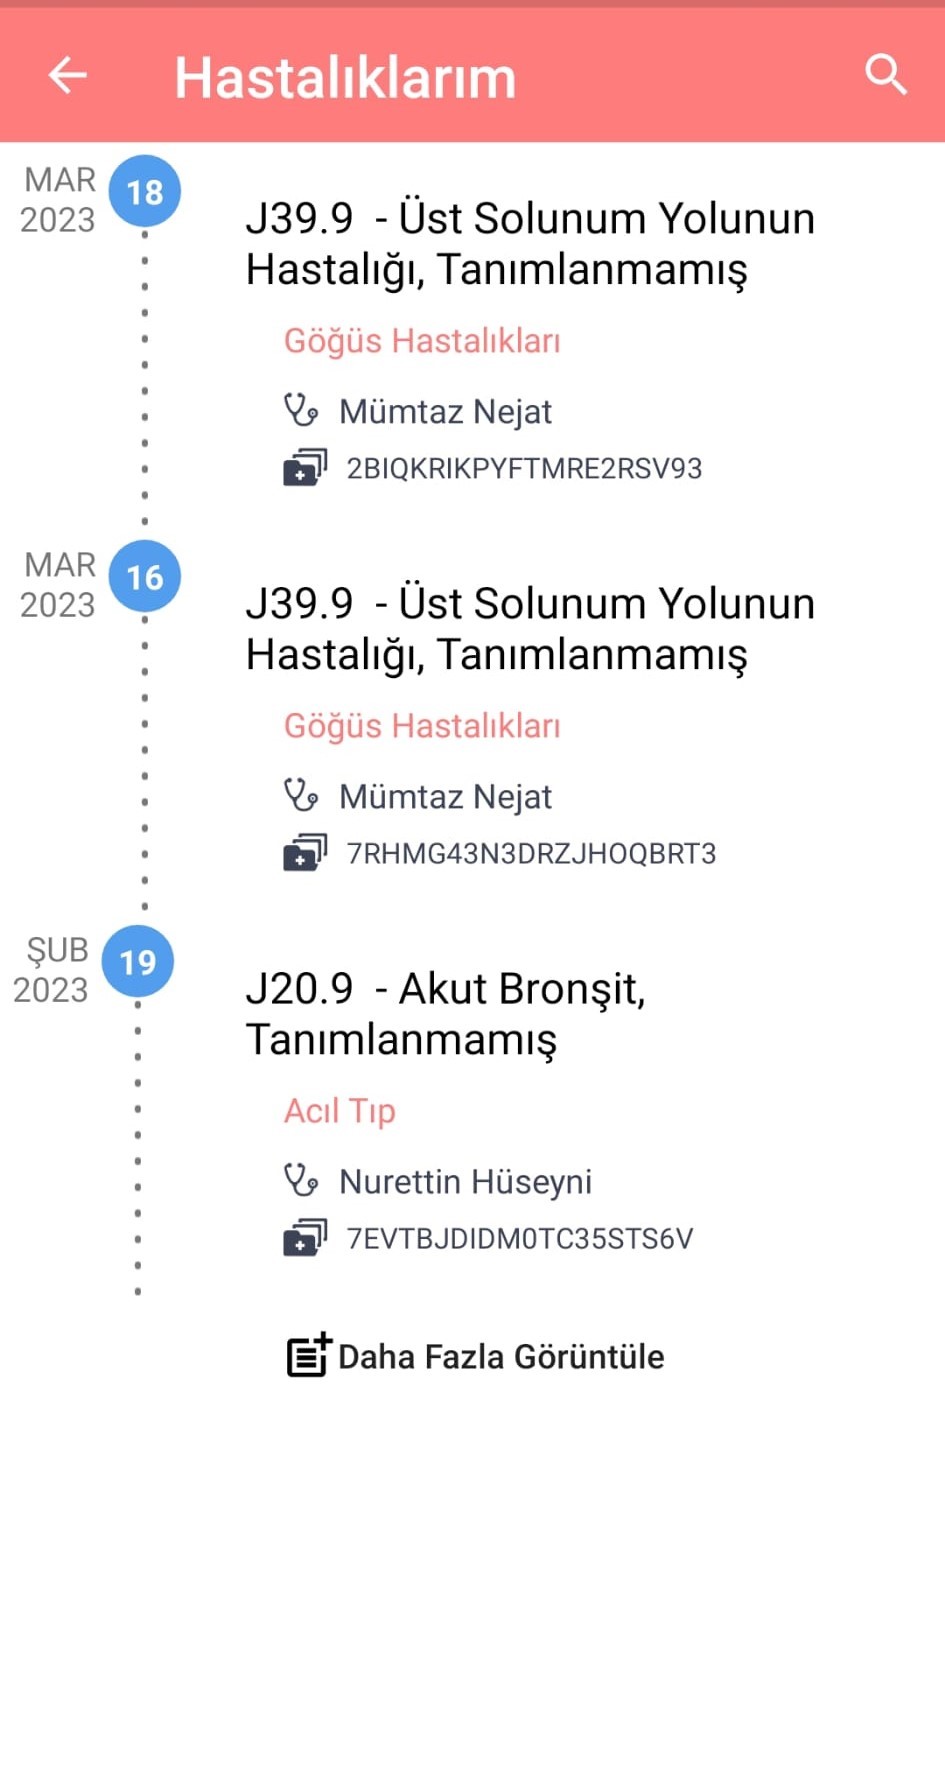 Hastalıklarım
MAR
2023
18
J39.9 - Üst Solunum Yolunun
Hastalığı, Tanımlanmamış
Göğüs Hastalıkları
Mümtaz Nejat
2BIQKRIKPYFTMRE2RSV93
MAR
2023
16
J39.9 - Üst Solunum Yolunun
Hastalığı, Tanımlanmamış
Göğüs Hastalıkları
Mümtaz Nejat
7RHMG43N3DRZJHOQBRT3
ŞUB
2023
19
J20.9 - Akut Bronşit,
Tanımlanmamış
Acıl Tıp
Nurettin Hüseyni
7EVTBJDIDM0TC35STS6V
Daha Fazla Görüntüle